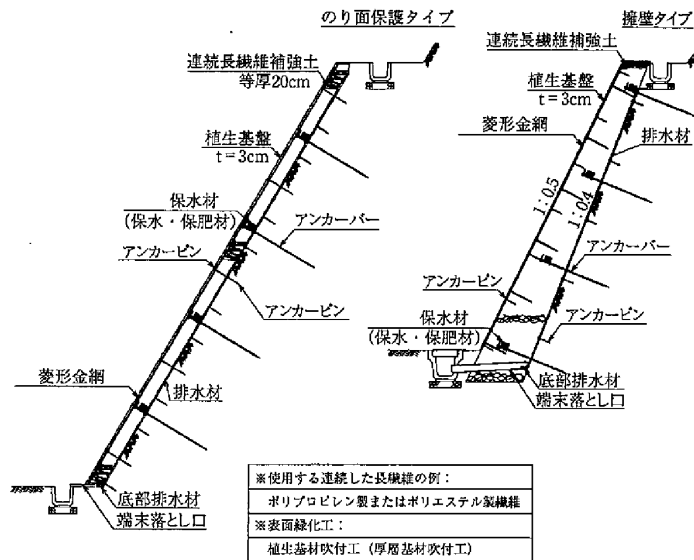 のり面保護タイプ
連続長繊維補強土
等厚20cm
植生基盤
t=3cm
保水材
(保水・保肥材)
アンカーバー
アンカーピン
アンカーピン
菱形金網
排水材
底部排水材
端末落とし口
擁壁タイプ
連続長繊維補強土
植生基盤
t=3cm
菱形金網
排水材
1:0.5
1:0.4
アンカーバー
アンカーピン
アンカーピン
保水材
(保水・保肥材)
底部排水材
端末落とし口
※使用する連続した長繊維の例：
ポリプロピレン製またはポリエステル製繊維
※表面緑化工：
植生基材吹付工（厚層基材吹付工）